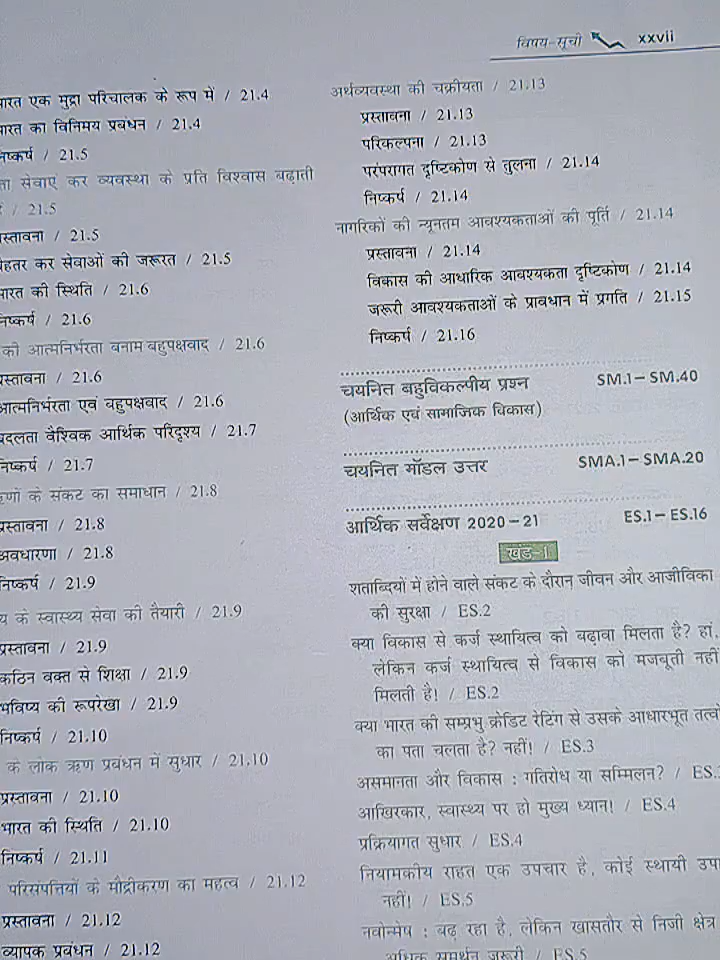 विषय-सूची xxvii
भारत एक मुद्रा परिचालक के रूप में / 21.4
भारत का विनिमय प्रबंधन / 21.4
निष्कर्ष / 21.5
सेवाएं कर व्यवस्था के प्रति विश्वास बढ़ाती
/ 21.5
प्रस्तावना / 21.5
बेहतर कर सेवाओं की जरूरत / 21.5
भारत की स्थिति / 21.6
निष्कर्ष / 21.6
की आत्मनिर्भरता बनाम बहुपक्षवाद / 21.6
प्रस्तावना / 21.6
आत्मनिर्भरता एवं बहुपक्षवाद / 21.6
बदलता वैश्विक आर्थिक परिदृश्य / 21.7
निष्कर्ष / 21.7
ऋणों के संकट का समाधान / 21.8
प्रस्तावना / 21.8
अवधारणा / 21.8
निष्कर्ष / 21.9
के स्वास्थ्य सेवा की तैयारी / 21.9
प्रस्तावना / 21.9
कठिन वक्त से शिक्षा / 21.9
भविष्य की रूपरेखा / 21.9
निष्कर्ष / 21.10
के लोक ऋण प्रबंधन में सुधार / 21.10
प्रस्तावना / 21.10
भारत की स्थिति / 21.10
निष्कर्ष / 21.11
परिसंपत्तियों के मौद्रीकरण का महत्व / 21.12
प्रस्तावना / 21.12
व्यापक प्रबंधन / 21.12
अर्थव्यवस्था की चक्रीयता / 21.13
प्रस्तावना / 21.13
परिकल्पना / 21.13
परंपरागत दृष्टिकोण से तुलना / 21.14
निष्कर्ष / 21.14
नागरिकों की न्यूनतम आवश्यकताओं की पूर्ति / 21.14
प्रस्तावना / 21.14
विकास की आधारिक आवश्यकता दृष्टिकोण / 21.14
जरूरी आवश्यकताओं के प्रावधान में प्रगति / 21.15
निष्कर्ष / 21.16
चयनित बहुविकल्पीय प्रश्न SM.1–SM.40
(आर्थिक एवं सामाजिक विकास)
चयनित मॉडल उत्तर SMA.1–SMA.20
आर्थिक सर्वेक्षण 2020–21 ES.1–ES.16
खंड-1
शताब्दियों में होने वाले संकट के दौरान जीवन और आजीविका
की सुरक्षा / ES.2
क्या विकास से कर्ज स्थायित्व को बढ़ावा मिलता है? हां,
लेकिन कर्ज स्थायित्व से विकास को मजबूती नहीं
मिलती है! / ES.2
क्या भारत की सम्प्रभु क्रेडिट रेटिंग से उसके आधारभूत तत्वों
का पता चलता है? नहीं! / ES.3
असमानता और विकास : गतिरोध या सम्मिलन? / ES.
आखिरकार, स्वास्थ्य पर हो मुख्य ध्यान! / ES.4
प्रक्रियागत सुधार / ES.4
नियामकीय राहत एक उपचार है, कोई स्थायी
नहीं! / ES.5
नवोन्मेष : बढ़ रहा है, लेकिन खासतौर से निजी क्षेत्र
अधिक समर्थन जरूरी / ES.5